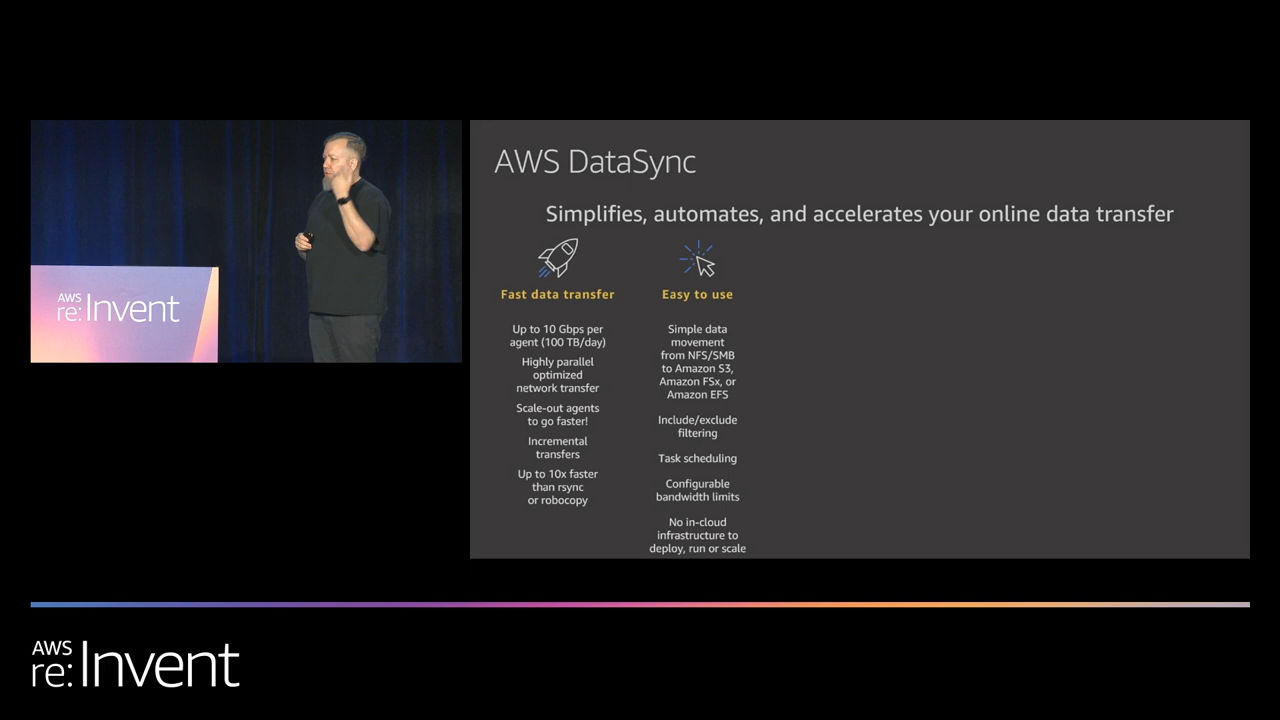 AWS
re:Invent
AWS DataSync
Simplifies, automates, and accelerates your online data transfer
Fast data transfer
Up to 10 Gbps per
agent (100 TB/day)
Highly parallel
optimized
network transfer
Scale-out agents
to go faster!
Incremental
transfers
Up to 10x faster
than rsync
or robocopy
Easy to use
Simple data
movement
from NFS/SMB
to Amazon S3,
Amazon FSx, or
Amazon EFS
Include/exclude
filtering
Task scheduling
Configurable
bandwidth limits
No in-cloud
infrastructure to
deploy, run or scale
AWS
re:Invent